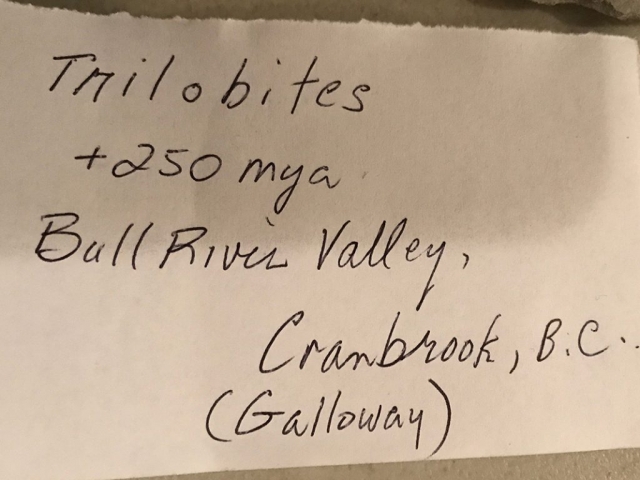 Trilobites
+250 mya
Bull River Valley,
Cranbrook, B.C.
(Galloway)